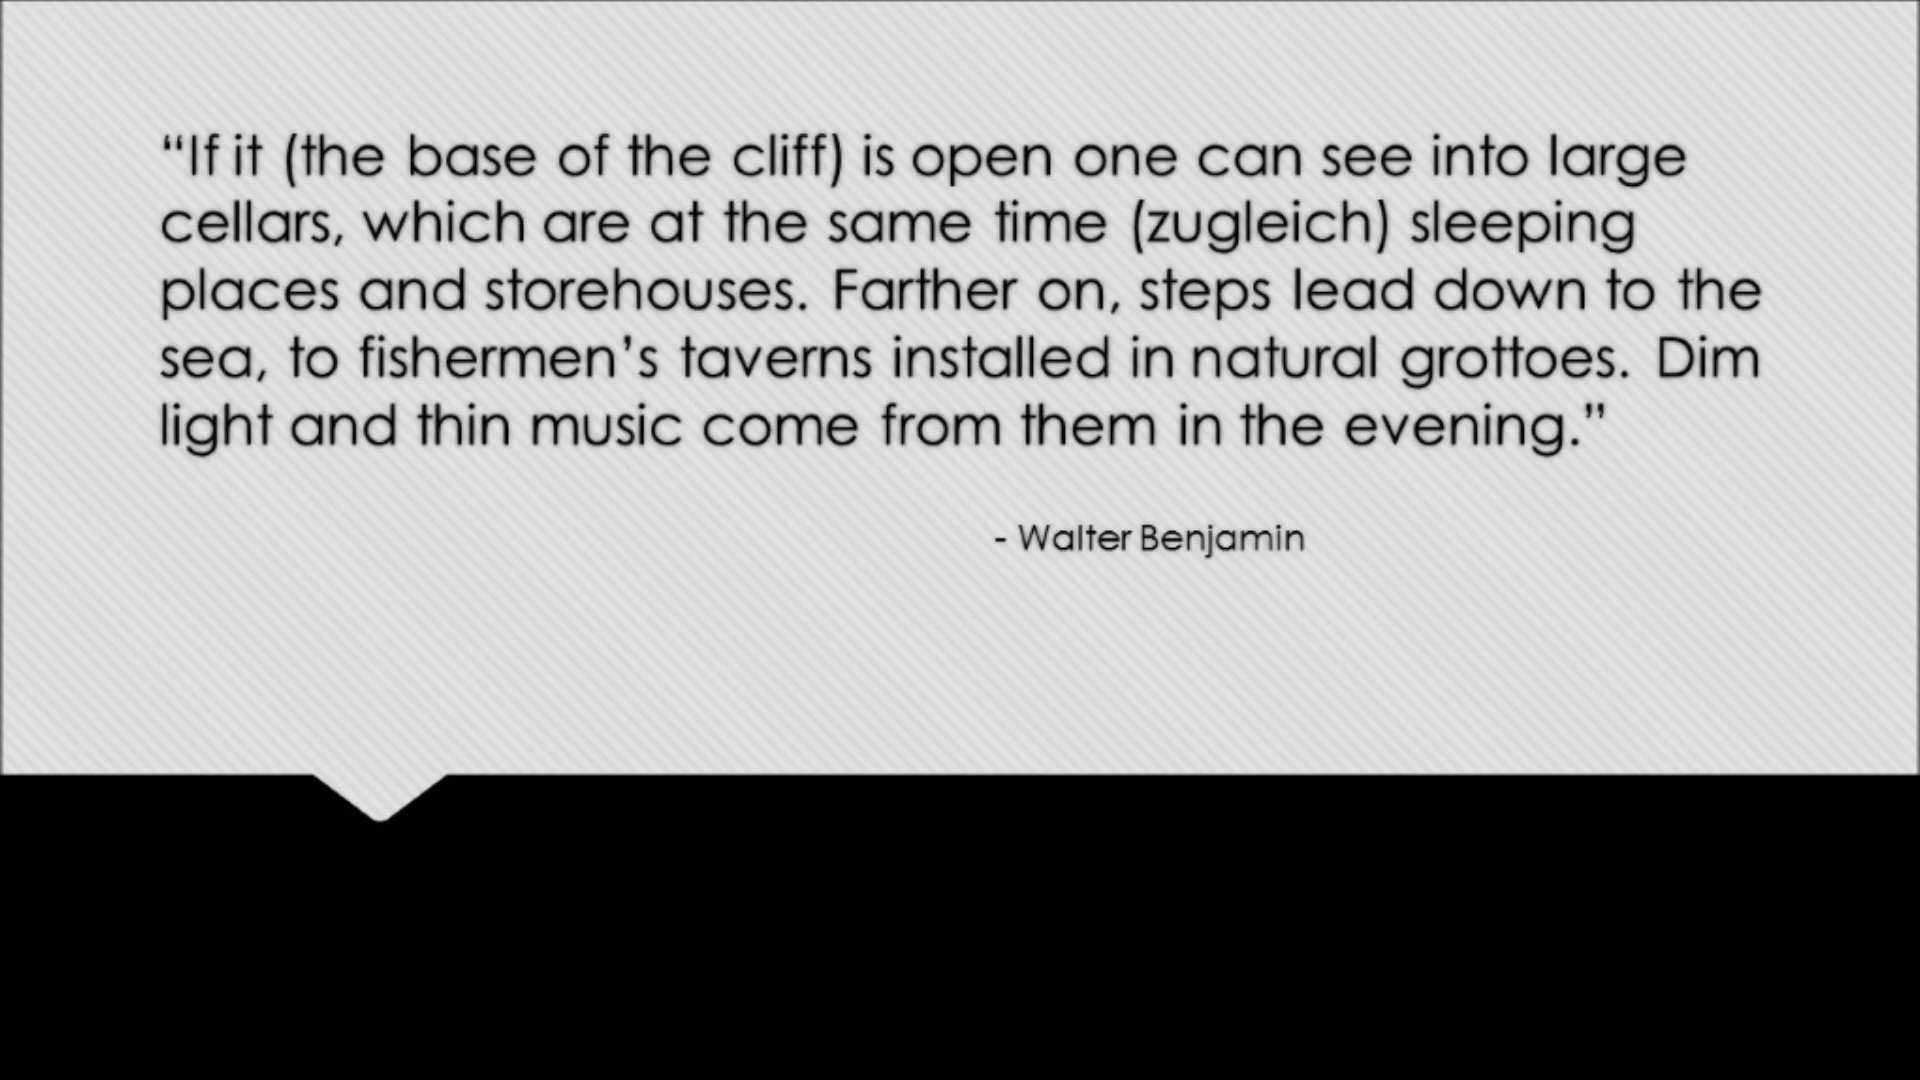 “If it (the base of the cliff) is open one can see into large
cellars, which are at the same time (zugleich) sleeping
places and storehouses. Farther on, steps lead down to the
sea, to fishermen’s taverns installed in natural grottoes. Dim
light and thin music come from them in the evening.”
- Walter Benjamin